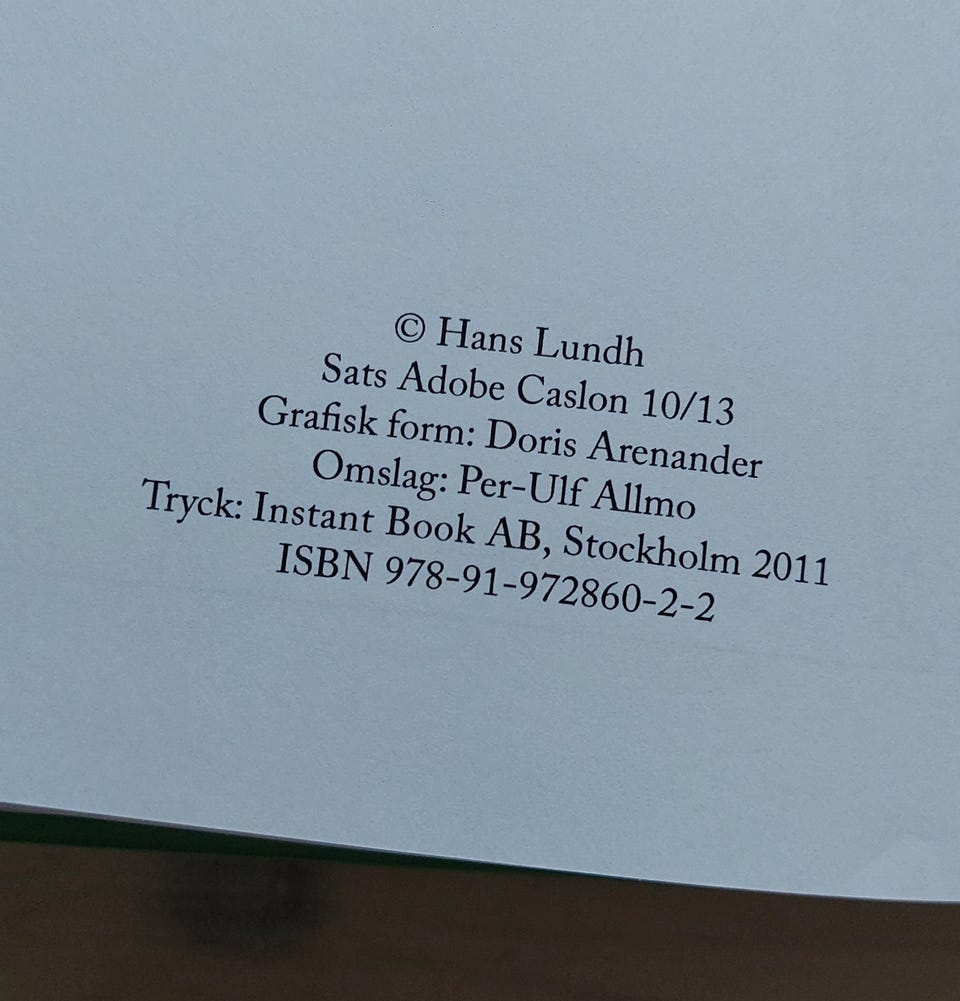 © Hans Lundh
Sats Adobe Caslon 10/13
Grafisk form: Doris Arenander
Omslag: Per-Ulf Allmo
Tryck: Instant Book AB, Stockholm 2011
ISBN 978-91-972860-2-2